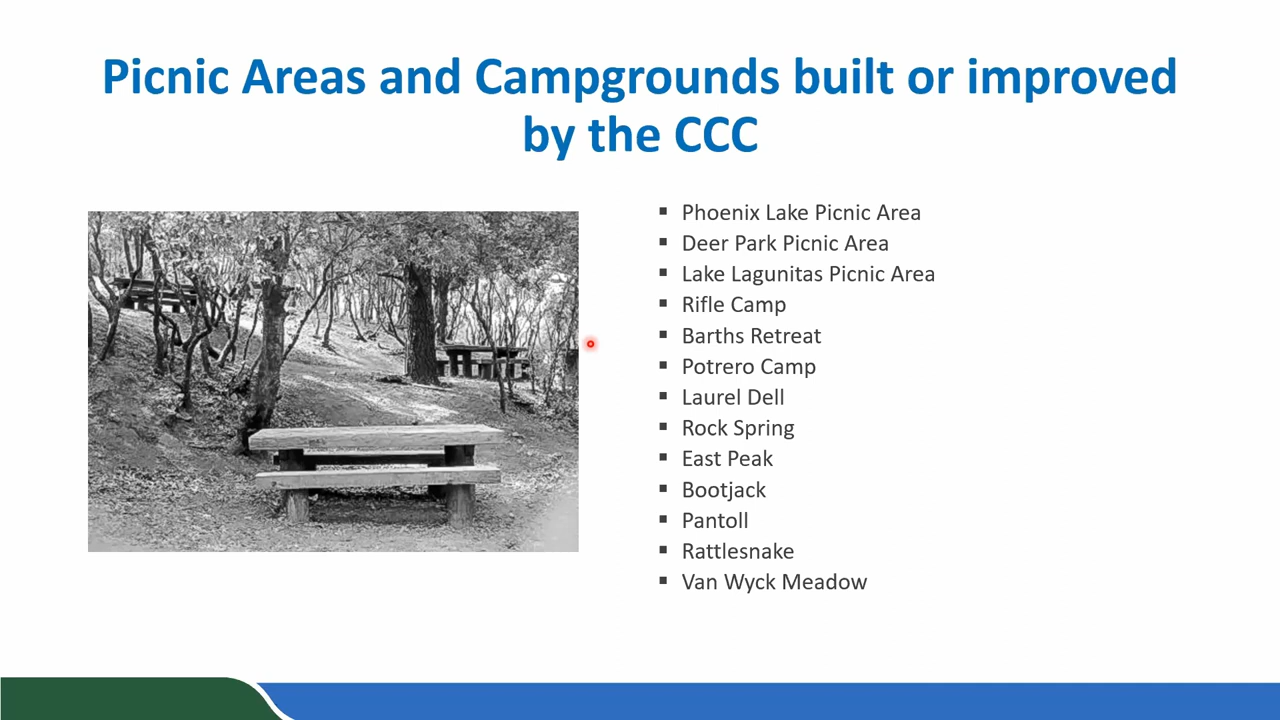 Picnic Areas and Campgrounds built or improved
by the CCC
▪ Phoenix Lake Picnic Area
▪ Deer Park Picnic Area
▪ Lake Lagunitas Picnic Area
▪ Rifle Camp
▪ Barths Retreat
▪ Potrero Camp
▪ Laurel Dell
▪ Rock Spring
▪ East Peak
▪ Bootjack
▪ Pantoll
▪ Rattlesnake
▪ Van Wyck Meadow